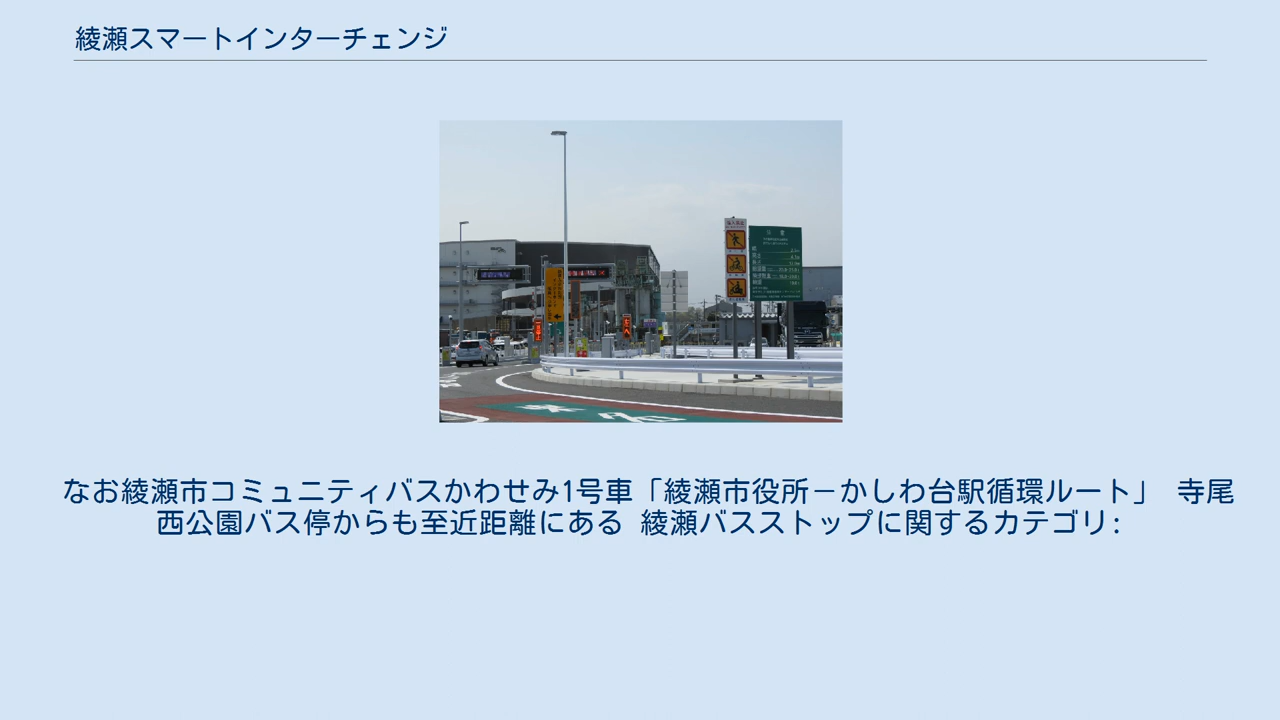 綾瀬スマートインターチェンジ
なお綾瀬市コミュニティバスかわせみ1号車「綾瀬市役所－かしわ台駅循環ルート」 寺尾
西公園バス停からも至近距離にある 綾瀬バスストップに関するカテゴリ: